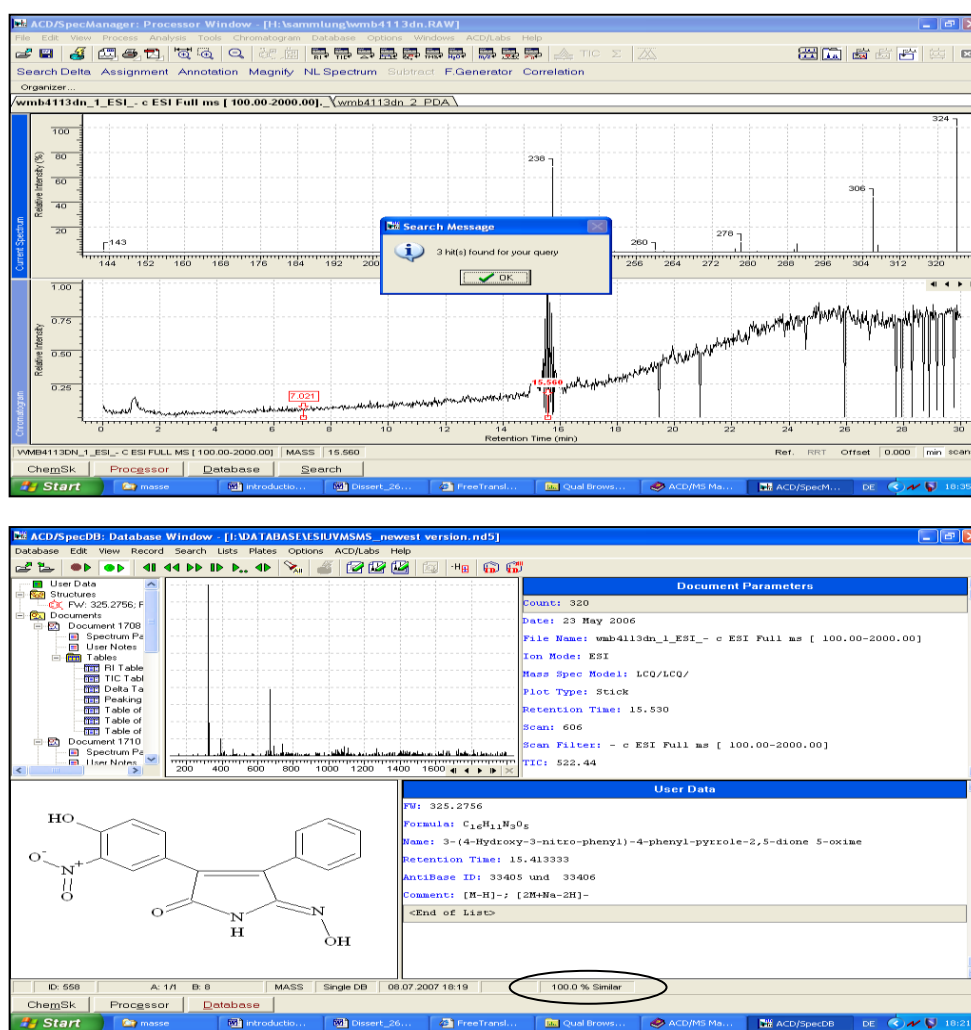 ACD/SpecManager: Processor Window - [H:\sammlung\wmb4113dn.RAW]
File Edit View Process Analysis Tools Chromatogram Database Options Windows ACD/Labs Help
TIC Σ
Search Delta Assignment Annotation Magnify NL Spectrum Subtract F.Generator Correlation
Organizer...
wmb4113dn_1_ESI_- c ESI Full ms [ 100.00-2000.00]._ wmb4113dn_2_PDA
Current Spectrum
Relative Intensity (%)
100
80
60
40
20
324
238
306
143
260
278
144 152 160 168 176 184 192 200 256 264 272 280 288 296 304 312 320
Search Message
3 hit(s) found for your query
OK
Chromatogram
Relative Intensity
1.00
0.75
0.50
0.25
7.021
15.560
0 2 4 6 8 10 12 14 16 18 20 22 24 26 28 30
Retention Time (min)
WMB4113DN_1_ESI_- C ESI FULL MS [ 100.00-2000.00] MASS 15.560 Ref. RRT Offset 0.000 min scan
ChemSk Processor Database Search
Start masse introductio... Dissert_26... FreeTransl... Qual Brows... ACD/MS Ma... ACD/SpecM... DE 18:35
ACD/SpecDB: Database Window - [I:\DATABASE\ESIUVMSMS_newest version.nd5]
Database Edit View Record Search Lists Plates Options ACD/Labs Help
User Data
Structures
FW: 325.2756; F
Documents
Document 1708
Spectrum Pa
User Notes
Tables
RI Table
TIC Tabl
Delta Ta
Peaking
Table of
Table of
Table of
Document 1710
Spectrum Pa
User Notes
200 400 600 800 1000 1200 1400 1600
Document Parameters
Count: 320
Date: 23 May 2006
File Name: wmb4113dn_1_ESI_- c ESI Full ms [ 100.00-2000.00]
Ion Mode: ESI
Mass Spec Model: LCQ/LCQ/
Plot Type: Stick
Retention Time: 15.530
Scan: 606
Scan Filter: - c ESI Full ms [ 100.00-2000.00]
TIC: 522.44
HO
O-
N+
O
O
N
H
N
OH
User Data
FW: 325.2756
Formula: C16H11N3O5
Name: 3-(4-Hydroxy-3-nitro-phenyl)-4-phenyl-pyrrole-2,5-dione 5-oxime
Retention Time: 15.413333
AntiBase ID: 33405 und 33406
Comment: [M-H]-; [2M+Na-2H]-
<End of List>
ID: 558 A: 1/1 B: 8 MASS Single DB 08.07.2007 18:19 100.0 % Similar
ChemSk Processor Database
Start masse introductio... Dissert_26... FreeTransl... Qual Brows... ACD/MS Ma... ACD/SpecDB DE 18:21